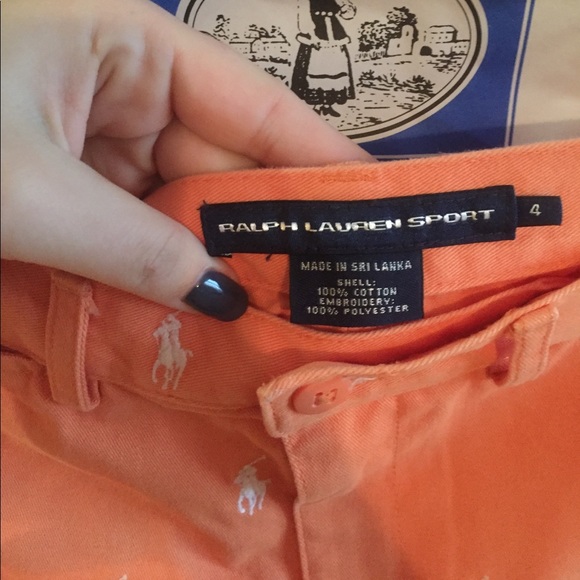 RALPH LAUREN SPORT
4
MADE IN SRI LANKA
SHELL:
100% COTTON
EMBROIDERY:
100% POLYESTER